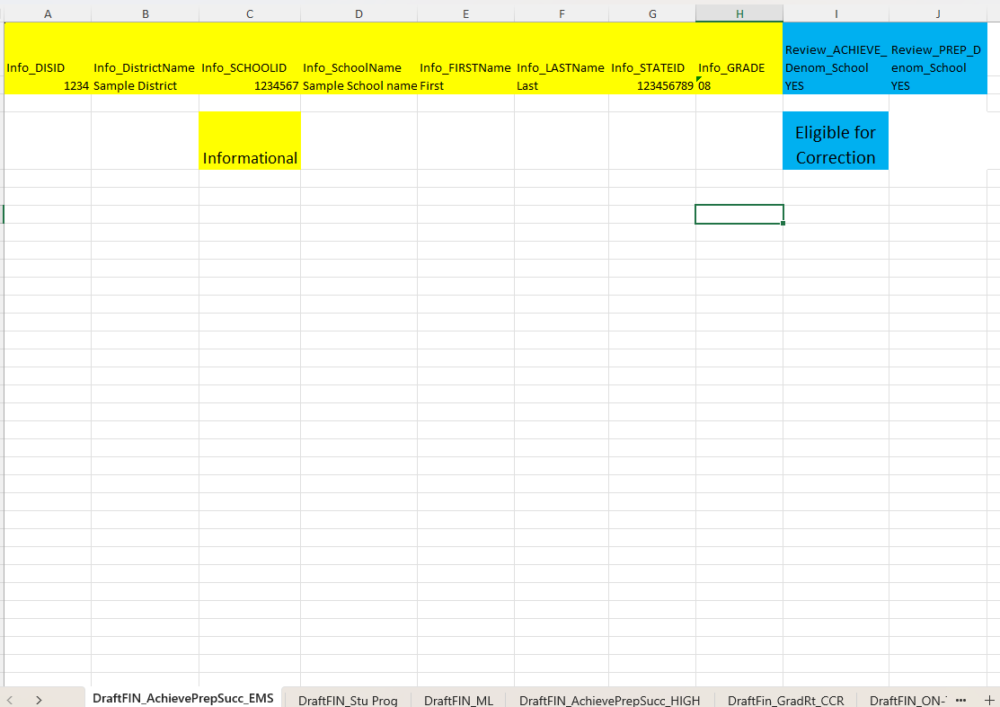 A B C D E F G H I J
Review_ACHIEVE_ Review_PREP_D
Info_DISID Info_DistrictName Info_SCHOOLID Info_SchoolName Info_FIRSTName Info_LASTName Info_STATEID Info_GRADE Denom_School enom_School
1234 Sample District 1234567 Sample School name First Last 123456789 08 YES YES
Eligible for
Informational Correction
DraftFIN_AchievePrepSucc_EMS DraftFIN_Stu Prog DraftFIN_ML DraftFIN_AchievePrepSucc_HIGH DraftFin_GradRt_CCR DraftFIN_ON-